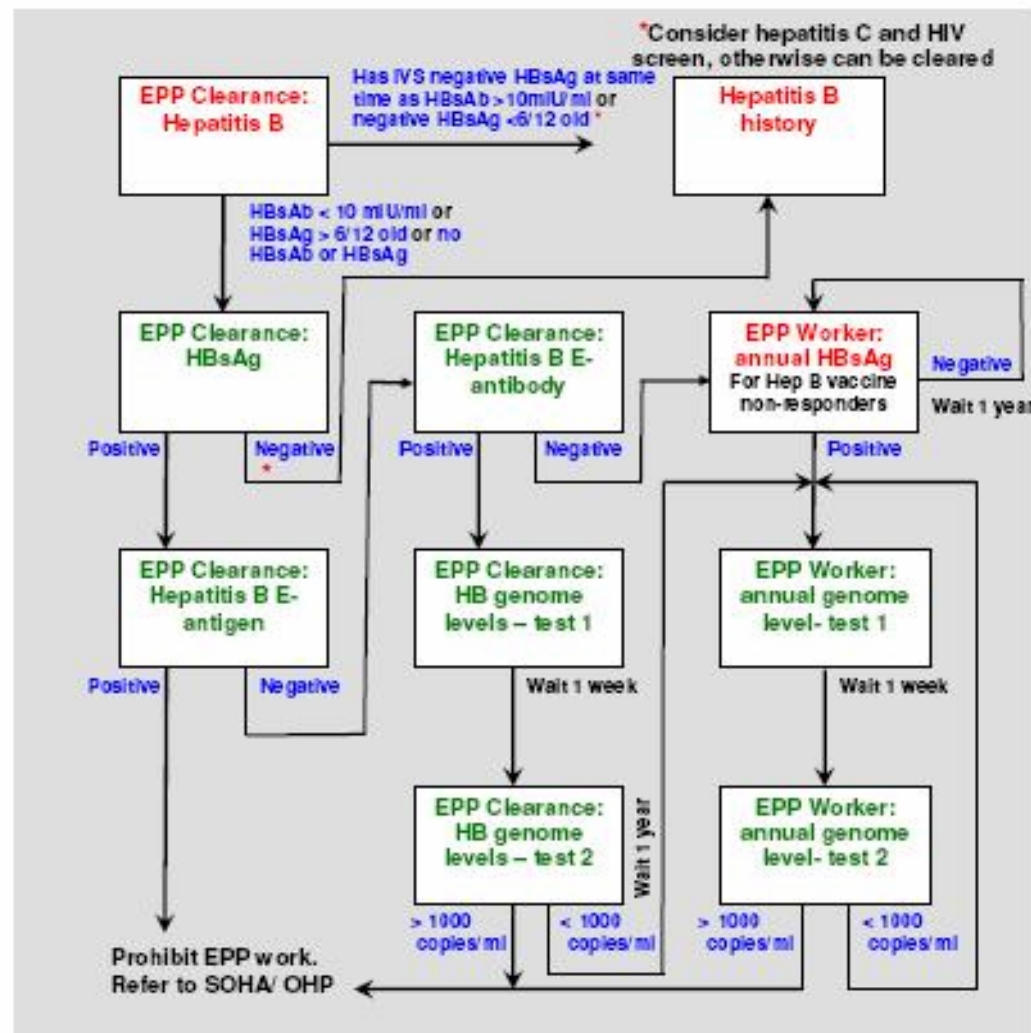 *Consider hepatitis C and HIV
screen, otherwise can be cleared
EPP Clearance:
Hepatitis B
Has IVS negative HBsAg at same
time as HBsAb >10mIU/ml or
negative HBsAg <6/12 old *
Hepatitis B
history
HBsAb < 10 mIU/ml or
HBsAg > 6/12 old or no
HBsAb or HBsAg
EPP Clearance:
HBsAg
Positive
Negative
*
EPP Clearance:
Hepatitis B E-
antibody
Positive
Negative
EPP Worker:
annual HBsAg
For Hep B vaccine
non-responders
Negative
Wait 1 year
Positive
EPP Clearance:
Hepatitis B E-
antigen
Positive
Negative
EPP Clearance:
HB genome
levels – test 1
Wait 1 week
EPP Worker:
annual genome
level- test 1
Wait 1 week
EPP Clearance:
HB genome
levels – test 2
> 1000
copies/ml
< 1000
copies/ml
Wait 1 year
EPP Worker:
annual genome
level- test 2
> 1000
copies/ml
< 1000
copies/ml
Prohibit EPP work.
Refer to SOHA/ OHP